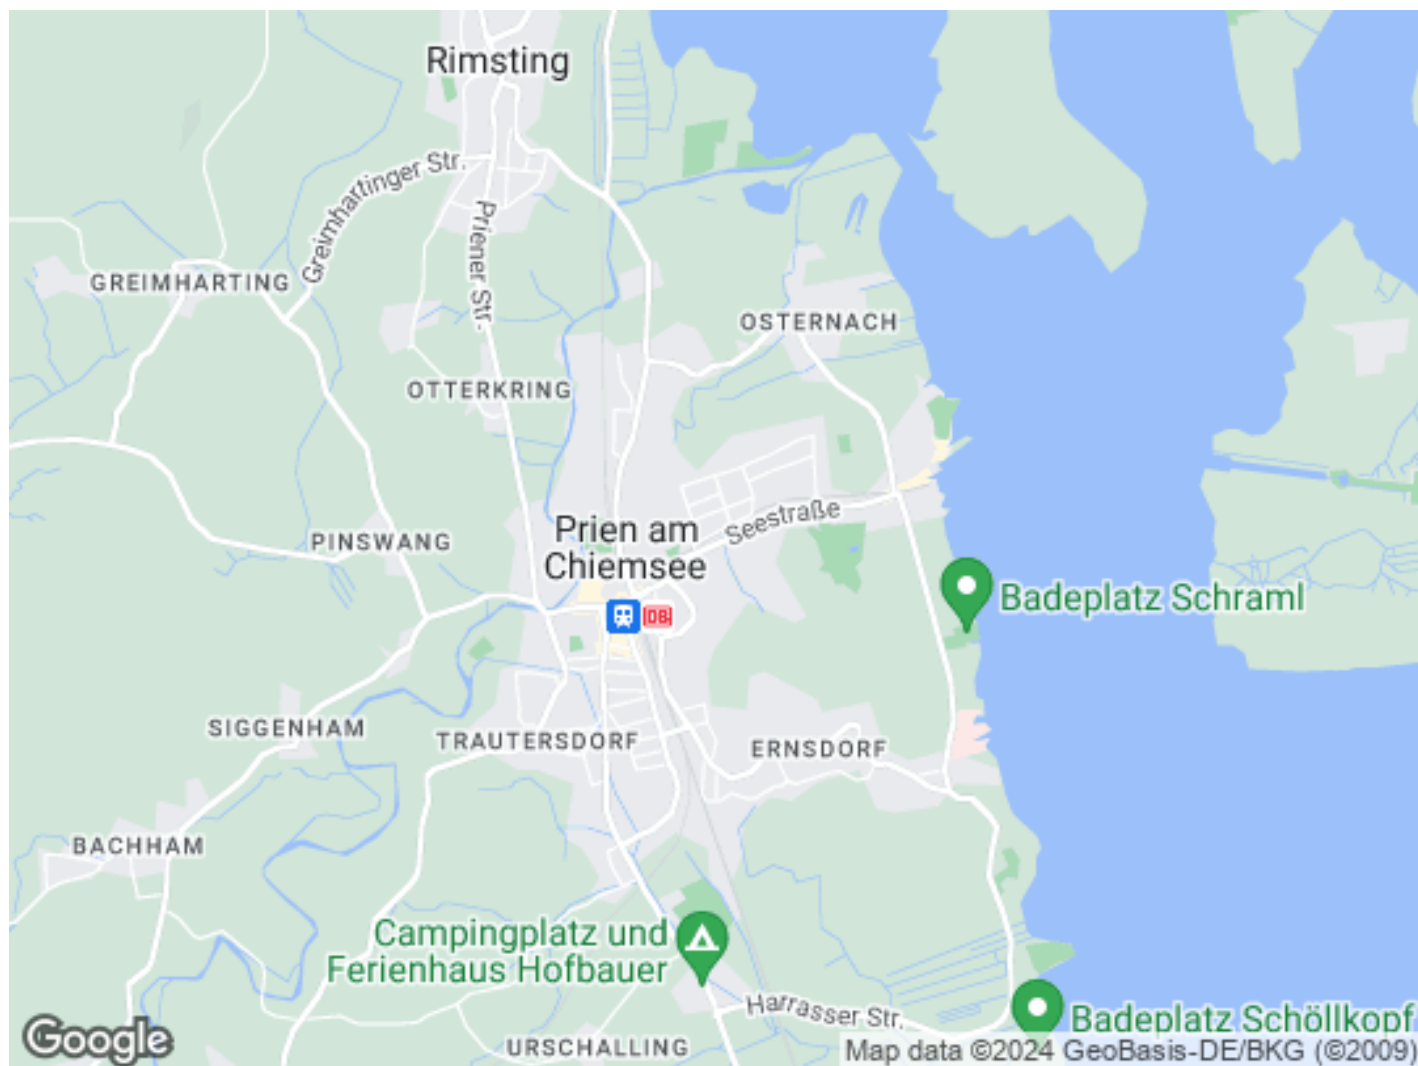 Rimsting
Greimhartinger Str.
Priener Str.
GREIMHARTING
OSTERNACH
OTTERKRING
Prien am
Chiemsee
Seestraße
PINSWANG
DB
Badeplatz Schraml
SIGGENHAM
TRAUTERSDORF
ERNSDORF
BACHHAM
Campingplatz und
Ferienhaus Hofbauer
Harrasser Str.
Badeplatz Schöllkopf
Google
URSCHALLING
Map data ©2024 GeoBasis-DE/BKG (©2009)